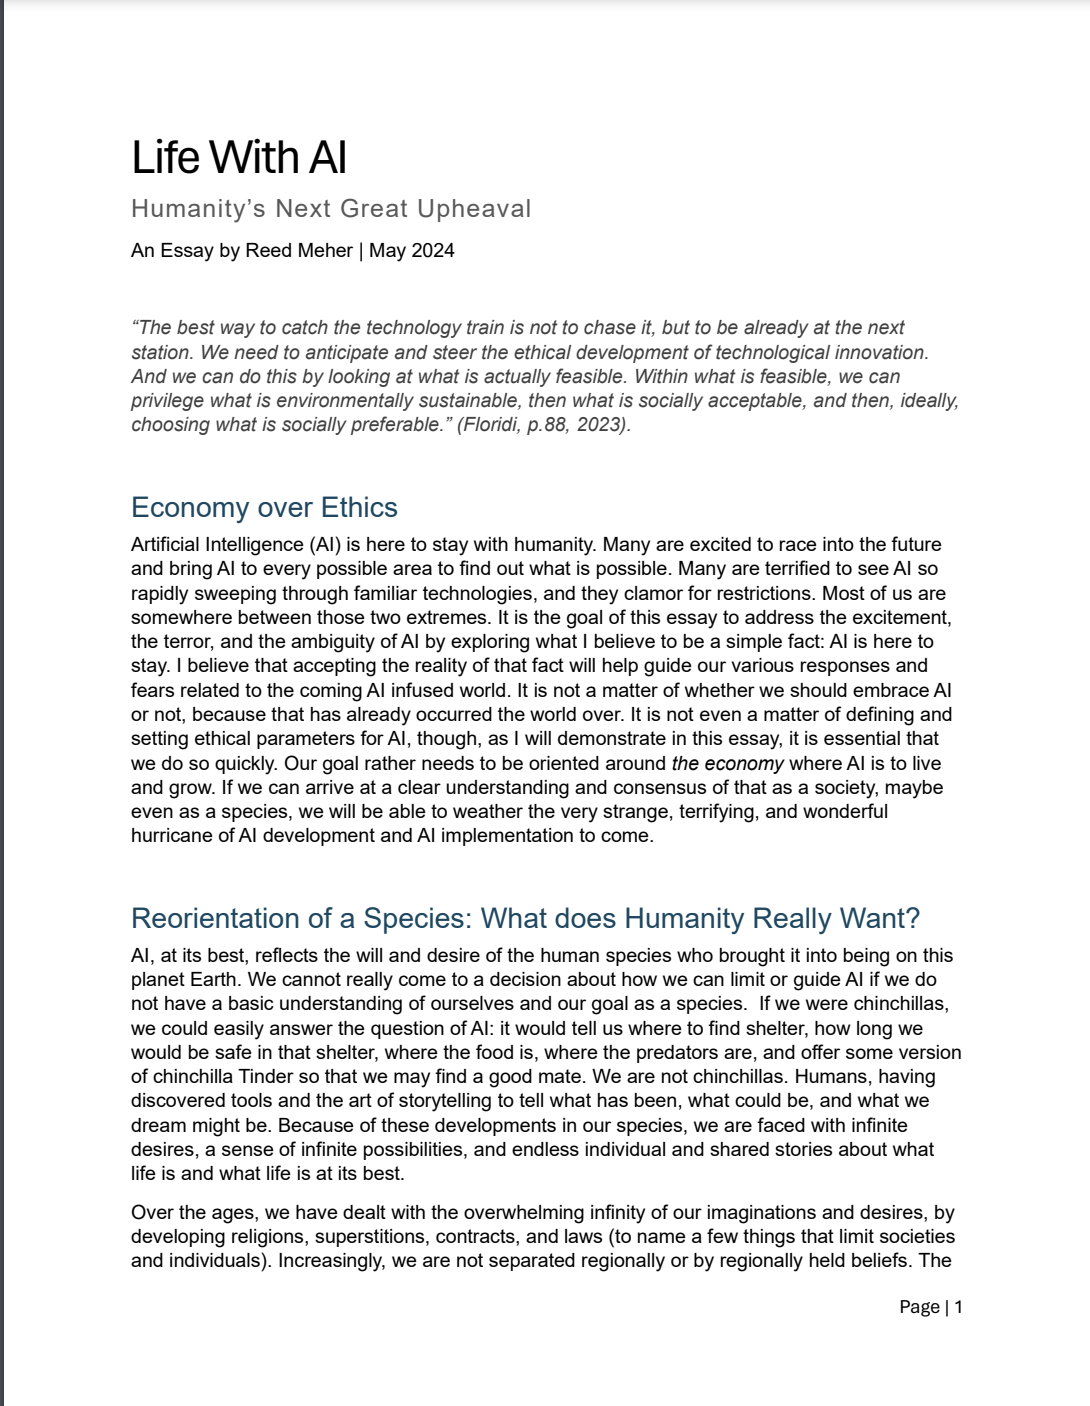 Life With AI
Humanity’s Next Great Upheaval
An Essay by Reed Meher | May 2024
“The best way to catch the technology train is not to chase it, but to be already at the next
station. We need to anticipate and steer the ethical development of technological innovation.
And we can do this by looking at what is actually feasible. Within what is feasible, we can
privilege what is environmentally sustainable, then what is socially acceptable, and then, ideally,
choosing what is socially preferable.” (Floridi, p.88, 2023).
Economy over Ethics
Artificial Intelligence (AI) is here to stay with humanity. Many are excited to race into the future
and bring AI to every possible area to find out what is possible. Many are terrified to see AI so
rapidly sweeping through familiar technologies, and they clamor for restrictions. Most of us are
somewhere between those two extremes. It is the goal of this essay to address the excitement,
the terror, and the ambiguity of AI by exploring what I believe to be a simple fact: AI is here to
stay. I believe that accepting the reality of that fact will help guide our various responses and
fears related to the coming AI infused world. It is not a matter of whether we should embrace AI
or not, because that has already occurred the world over. It is not even a matter of defining and
setting ethical parameters for AI, though, as I will demonstrate in this essay, it is essential that
we do so quickly. Our goal rather needs to be oriented around the economy where AI is to live
and grow. If we can arrive at a clear understanding and consensus of that as a society, maybe
even as a species, we will be able to weather the very strange, terrifying, and wonderful
hurricane of AI development and AI implementation to come.
Reorientation of a Species: What does Humanity Really Want?
AI, at its best, reflects the will and desire of the human species who brought it into being on this
planet Earth. We cannot really come to a decision about how we can limit or guide AI if we do
not have a basic understanding of ourselves and our goal as a species.  If we were chinchillas,
we could easily answer the question of AI: it would tell us where to find shelter, how long we
would be safe in that shelter, where the food is, where the predators are, and offer some version
of chinchilla Tinder so that we may find a good mate. We are not chinchillas. Humans, having
discovered tools and the art of storytelling to tell what has been, what could be, and what we
dream might be. Because of these developments in our species, we are faced with infinite
desires, a sense of infinite possibilities, and endless individual and shared stories about what
life is and what life is at its best.
Over the ages, we have dealt with the overwhelming infinity of our imaginations and desires, by
developing religions, superstitions, contracts, and laws (to name a few things that limit societies
and individuals). Increasingly, we are not separated regionally or by regionally held beliefs. The
Page | 1